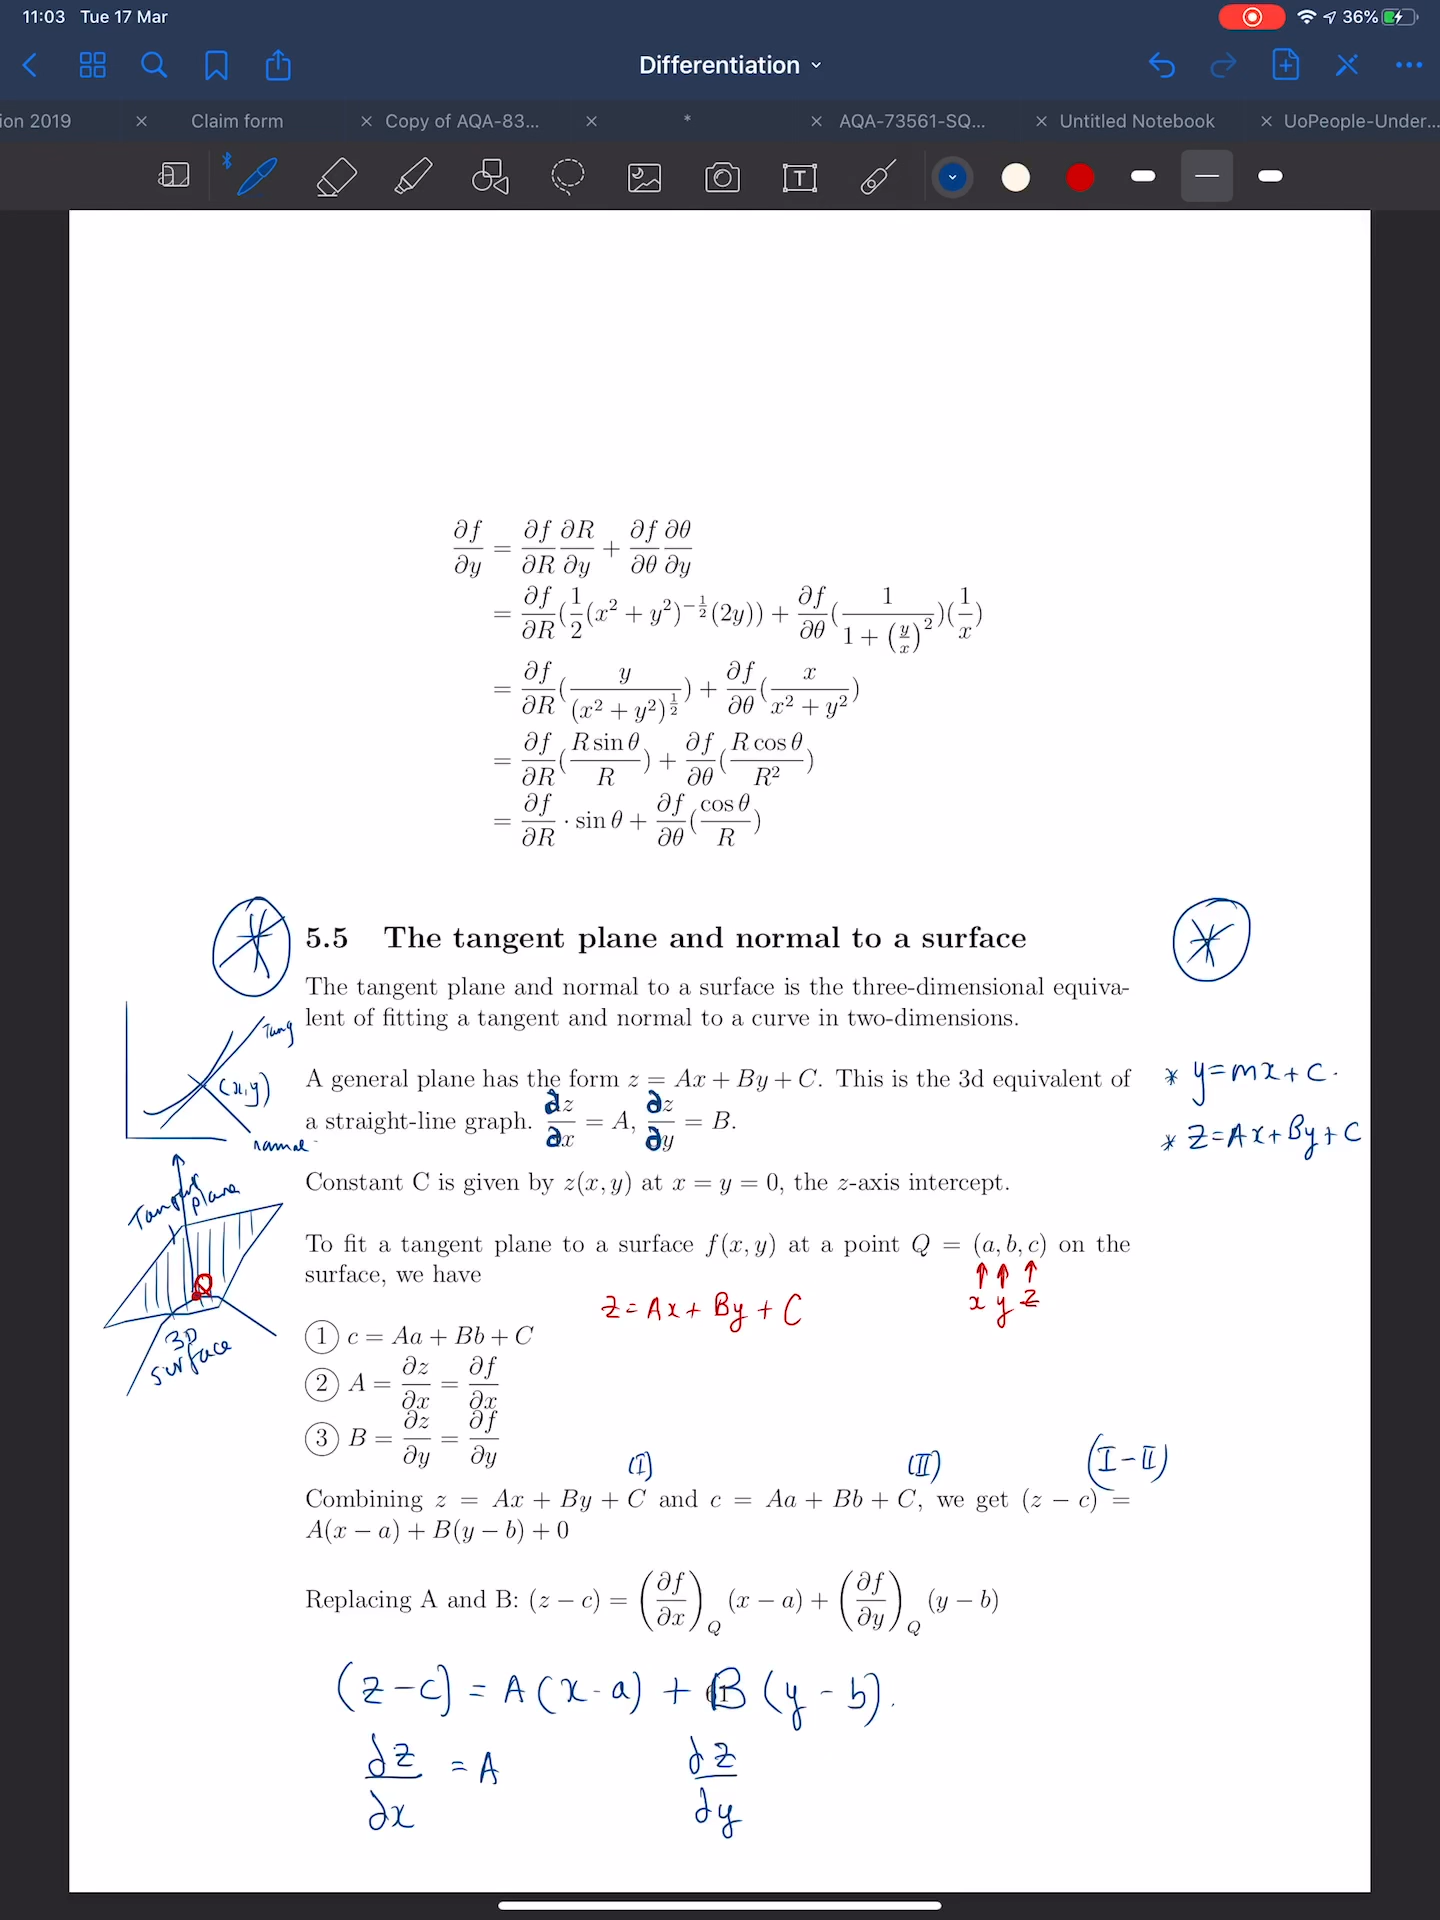 11:03 Tue 17 Mar 36%
Differentiation
ion 2019 × Claim form × Copy of AQA-83... × * × AQA-73561-SQ... × Untitled Notebook × UoPeople-Under...
T
∂f/∂y = ∂f/∂R ∂R/∂y + ∂f/∂θ ∂θ/∂y
= ∂f/∂R (1/2 (x² + y²)^(-1/2) (2y)) + ∂f/∂θ (1/(1 + (y/x)²))(1/x)
= ∂f/∂R (y/(x² + y²)^(1/2)) + ∂f/∂θ (x/(x² + y²))
= ∂f/∂R (R sin θ/R) + ∂f/∂θ (R cos θ/R²)
= ∂f/∂R · sin θ + ∂f/∂θ (cos θ/R)
5.5 The tangent plane and normal to a surface
The tangent plane and normal to a surface is the three-dimensional equiva-
lent of fitting a tangent and normal to a curve in two-dimensions.
Tang
(x,y)
normal
A general plane has the form z = Ax + By + C. This is the 3d equivalent of
a straight-line graph. ∂z/∂x = A, ∂z/∂y = B.
* y=mx+c.
* z=Ax+By+C
Constant C is given by z(x, y) at x = y = 0, the z-axis intercept.
Tangent plane
Q
3D
surface
To fit a tangent plane to a surface f(x, y) at a point Q = (a, b, c) on the
surface, we have
x y z
z=Ax+By+C
① c = Aa + Bb + C
② A = ∂z/∂x = ∂f/∂x
③ B = ∂z/∂y = ∂f/∂y
(I) (II) (I-II)
Combining z = Ax + By + C and c = Aa + Bb + C, we get (z − c) =
A(x − a) + B(y − b) + 0
Replacing A and B: (z − c) = (∂f/∂x)_Q (x − a) + (∂f/∂y)_Q (y − b)
(z-c) = A(x-a) + B(y-b).
∂z/∂x = A ∂z/∂y